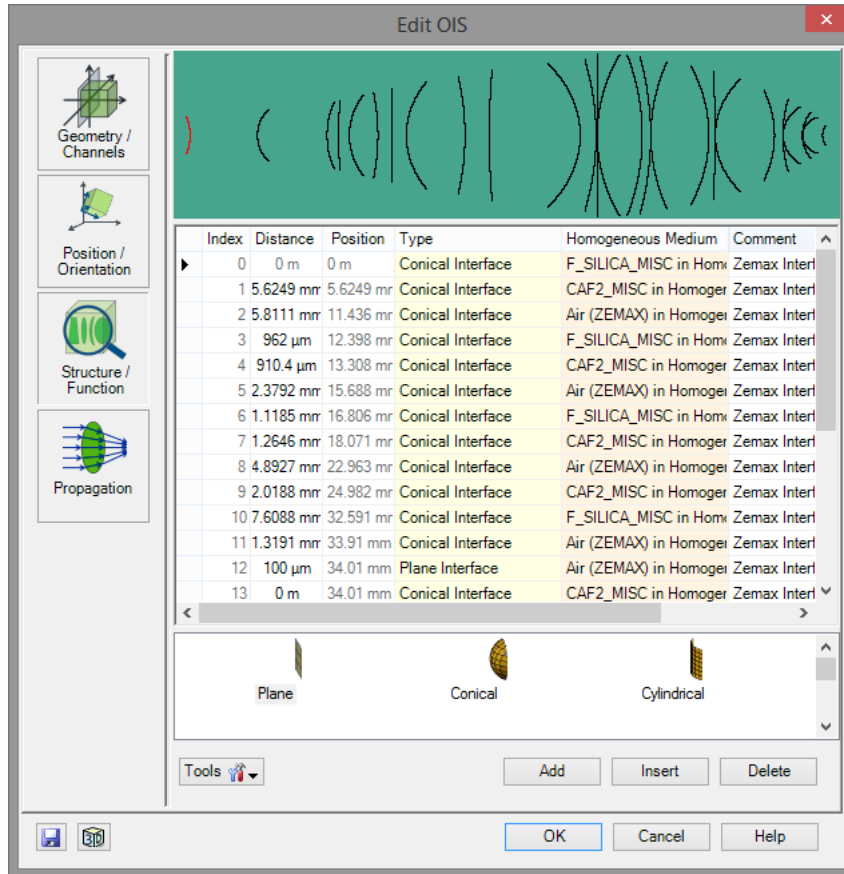 Edit OIS
Geometry / Channels
Position / Orientation
Structure / Function
Propagation
Index Distance Position Type Homogeneous Medium Comment
0 0 m 0 m Conical Interface F_SILICA_MISC in Hom Zemax Interf
1 5.6249 mm 5.6249 mr Conical Interface CAF2_MISC in Homoger Zemax Interf
2 5.8111 mm 11.436 mr Conical Interface Air (ZEMAX) in Homoger Zemax Interf
3 962 µm 12.398 mr Conical Interface F_SILICA_MISC in Hom Zemax Interf
4 910.4 µm 13.308 mr Conical Interface CAF2_MISC in Homoger Zemax Interf
5 2.3792 mm 15.688 mr Conical Interface Air (ZEMAX) in Homoger Zemax Interf
6 1.1185 mm 16.806 mr Conical Interface F_SILICA_MISC in Hom Zemax Interf
7 1.2646 mm 18.071 mr Conical Interface CAF2_MISC in Homoger Zemax Interf
8 4.8927 mm 22.963 mr Conical Interface Air (ZEMAX) in Homoger Zemax Interf
9 2.0188 mm 24.982 mr Conical Interface CAF2_MISC in Homoger Zemax Interf
10 7.6088 mm 32.591 mr Conical Interface F_SILICA_MISC in Hom Zemax Interf
11 1.3191 mm 33.91 mm Conical Interface Air (ZEMAX) in Homoger Zemax Interf
12 100 µm 34.01 mm Plane Interface Air (ZEMAX) in Homoger Zemax Interf
13 0 m 34.01 mm Conical Interface CAF2_MISC in Homoger Zemax Interf
Plane Conical Cylindrical
Tools Add Insert Delete
3D OK Cancel Help